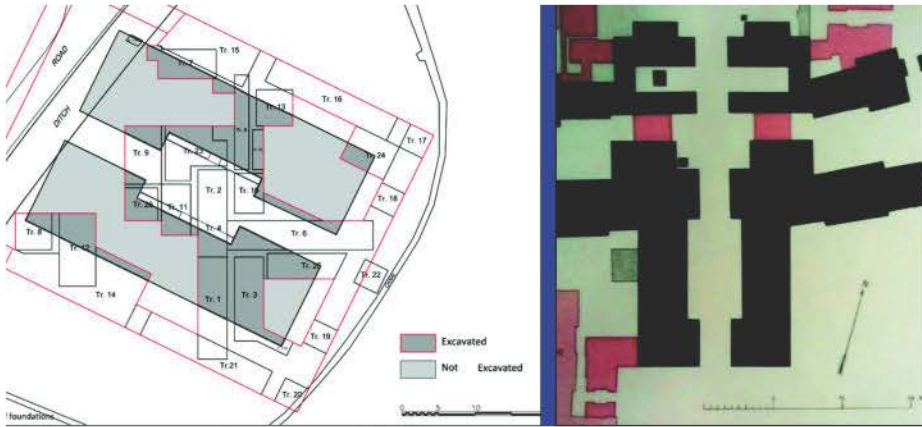 ROAD
DITCH
Tr. 15
Tr. 7
Tr. 13
Tr. 16
Tr. 17
Tr. 24
Tr. 9
Tr. 23
Tr. 2
Tr. 18
Tr. 11
Tr. 4
Tr. 6
Tr. 8
Tr. 12
Tr. 25
Tr. 22
Tr. 14
Tr. 1
Tr. 3
Tr. 19
Tr. 21
Tr. 20
Excavated
Not Excavated
foundations.
0 5 10